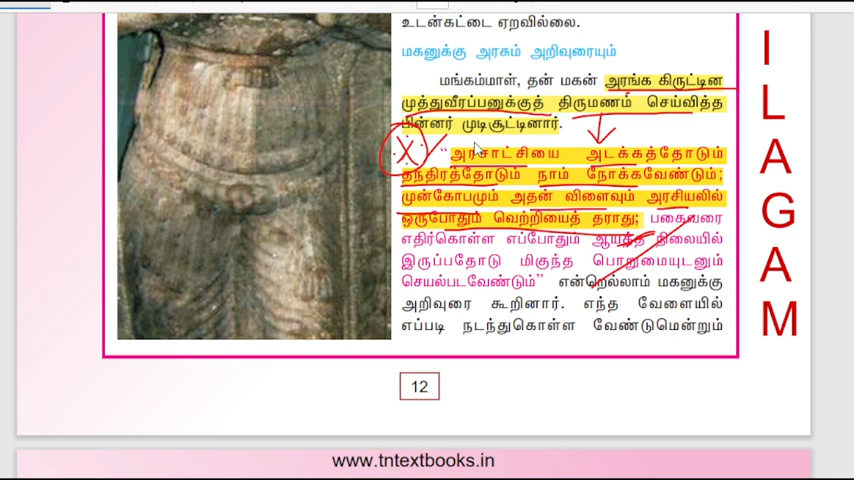 உடன்கட்டை ஏறவில்லை.
மகனுக்கு அரசும் அறிவுரையும்
மங்கம்மாள், தன் மகன் அரங்க கிருட்டின
முத்துவீரப்பனுக்குத் திருமணம் செய்வித்த
பின்னர் முடிசூட்டினார்.
"அரசாட்சியை அடக்கத்தோடும்
தந்திரத்தோடும் நாம் நோக்கவேண்டும்;
முன்கோபமும் அதன் விளைவும் அரசியலில்
ஒருபோதும் வெற்றியைத் தராது; பகைவரை
எதிர்கொள்ள எப்போதும் ஆயத்த நிலையில்
இருப்பதோடு மிகுந்த பொறுமையுடனும்
செயல்படவேண்டும்" என்றெல்லாம் மகனுக்கு
அறிவுரை கூறினார். எந்த வேளையில்
எப்படி நடந்துகொள்ள வேண்டுமென்றும்
12
www.tntextbooks.in
ILAGAM